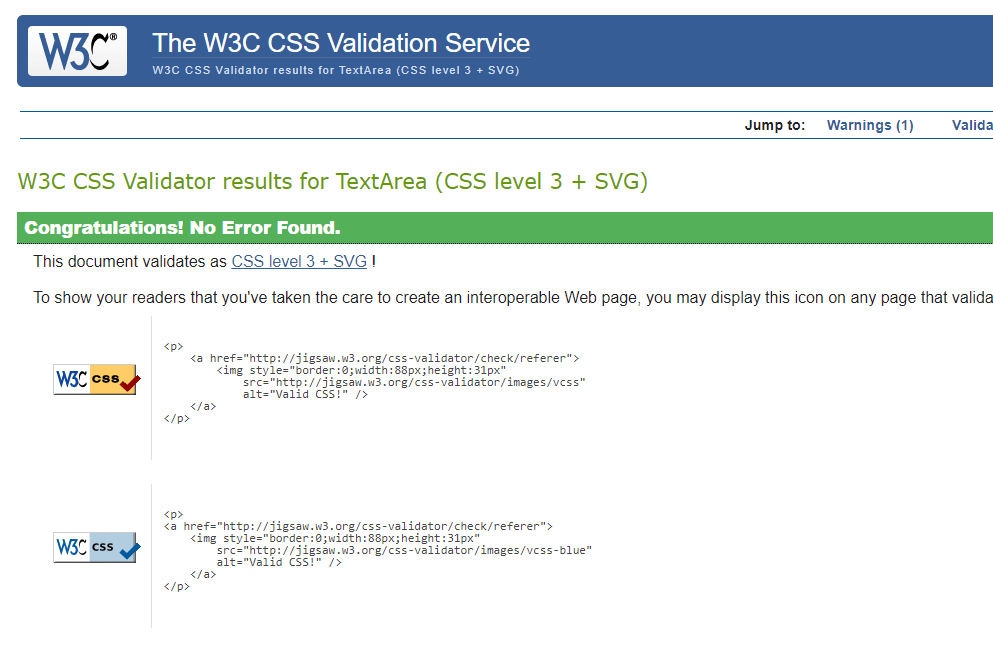 W3C®
The W3C CSS Validation Service
W3C CSS Validator results for TextArea (CSS level 3 + SVG)
Jump to: Warnings (1) Valida
W3C CSS Validator results for TextArea (CSS level 3 + SVG)
Congratulations! No Error Found.
This document validates as CSS level 3 + SVG !
To show your readers that you've taken the care to create an interoperable Web page, you may display this icon on any page that valida
W3C css
<p>
<a href="http://jigsaw.w3.org/css-validator/check/referer">
<img style="border:0;width:88px;height:31px"
src="http://jigsaw.w3.org/css-validator/images/vcss"
alt="Valid CSS!" />
</a>
</p>
W3C css
<p>
<a href="http://jigsaw.w3.org/css-validator/check/referer">
<img style="border:0;width:88px;height:31px"
src="http://jigsaw.w3.org/css-validator/images/vcss-blue"
alt="Valid CSS!" />
</a>
</p>